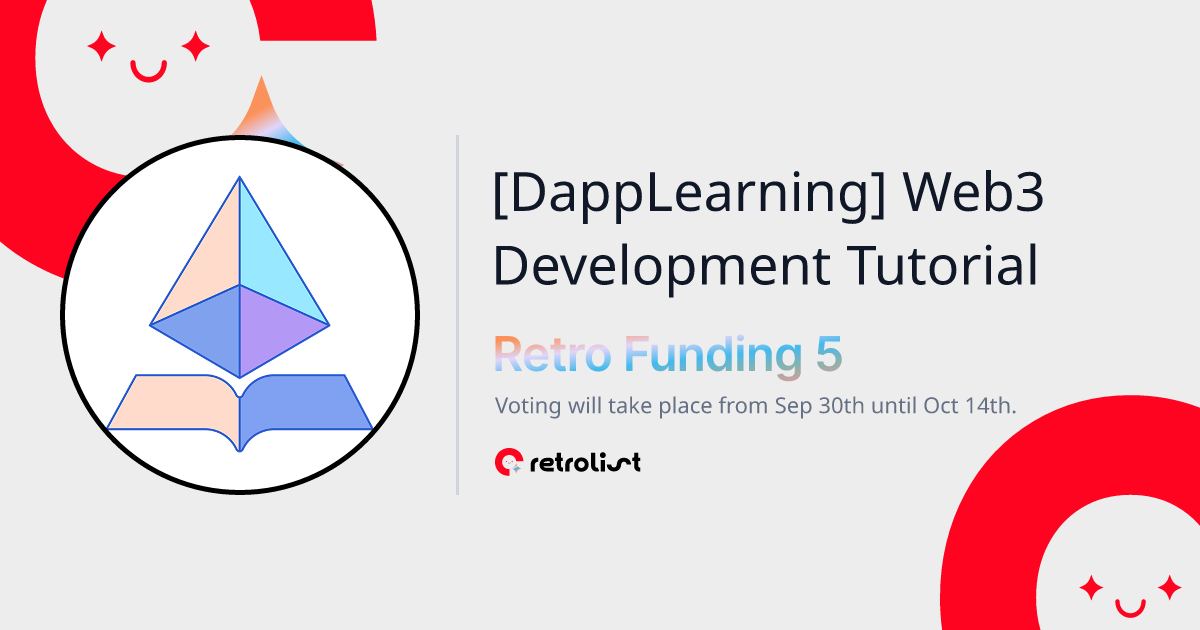 [DappLearning] Web3
Development Tutorial
Retro Funding 5
Voting will take place from Sep 30th until Oct 14th.
retrolist